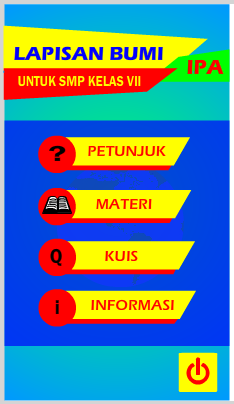 LAPISAN BUMI
IPA
UNTUK SMP KELAS VII
? PETUNJUK
MATERI
Q KUIS
i INFORMASI